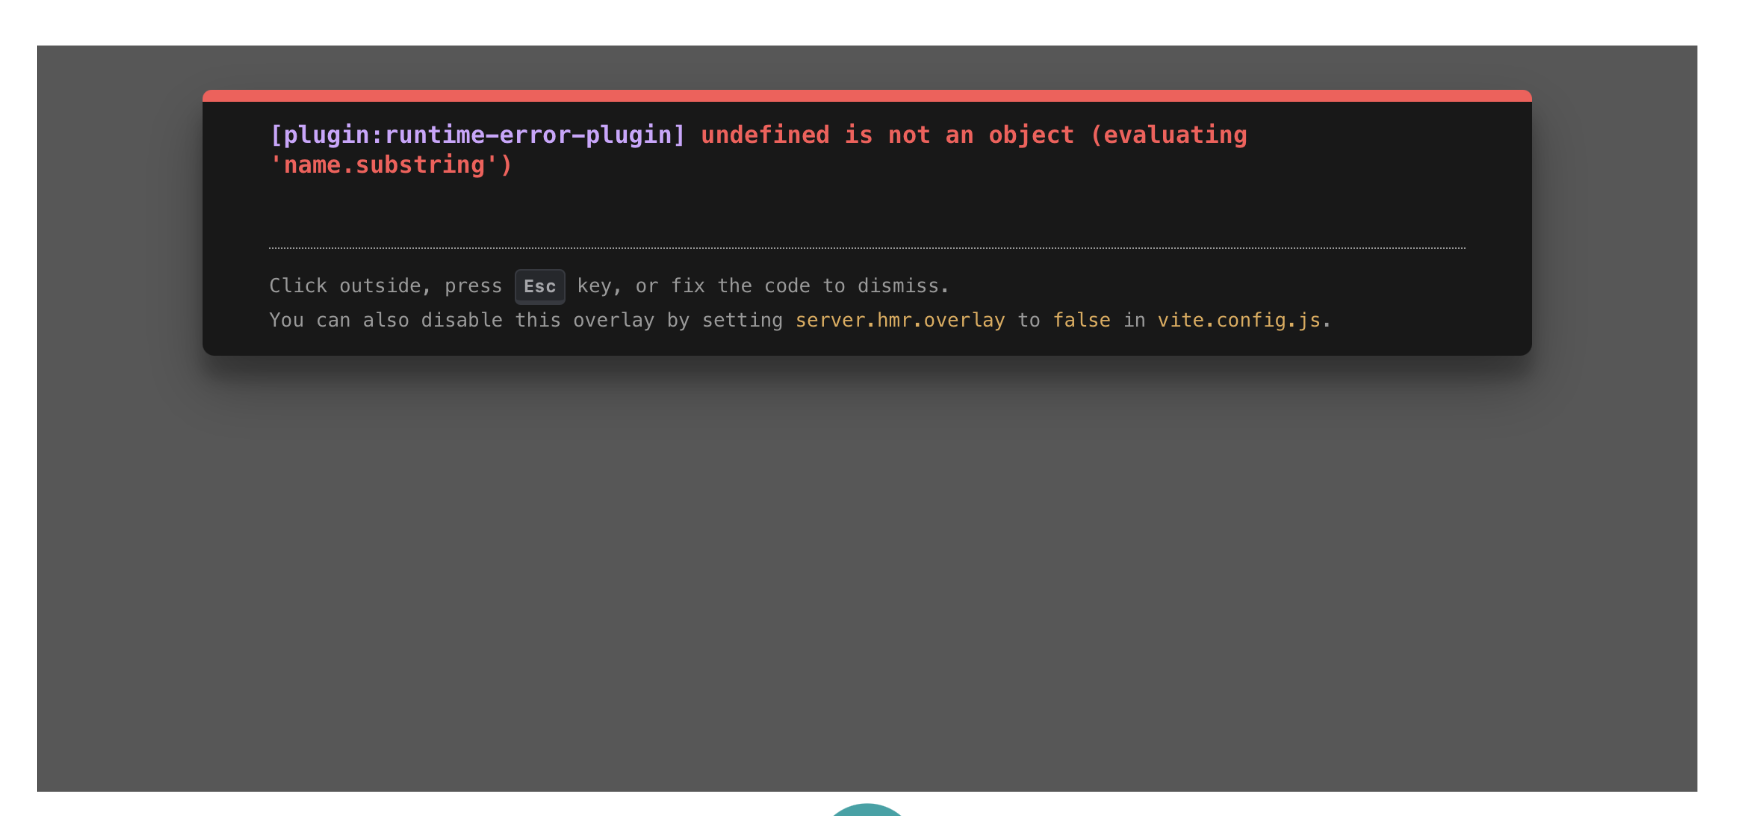 [plugin:runtime-error-plugin] undefined is not an object (evaluating
'name.substring')
Click outside, press Esc key, or fix the code to dismiss.
You can also disable this overlay by setting server.hmr.overlay to false in vite.config.js.